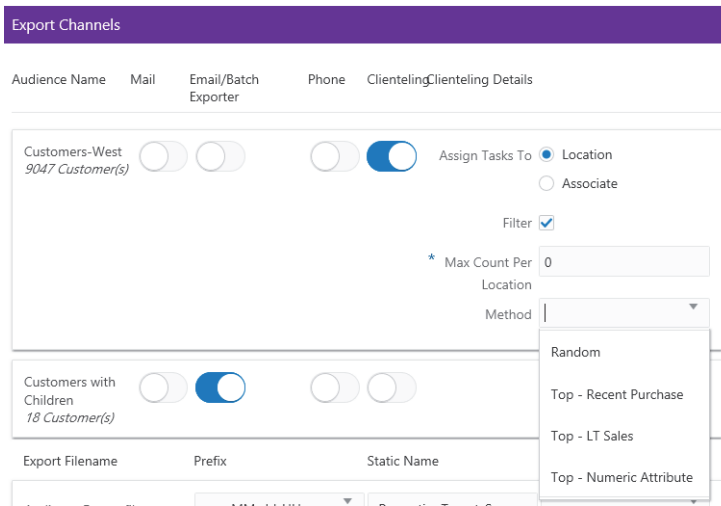 Export Channels
Audience Name Mail Email/Batch Exporter Phone Clienteling Clienteling Details
Customers-West
9047 Customer(s)
Assign Tasks To Location
Associate
Filter
* Max Count Per Location 0
Method
Random
Top - Recent Purchase
Top - LT Sales
Top - Numeric Attribute
Customers with
Children
18 Customer(s)
Export Filename Prefix Static Name